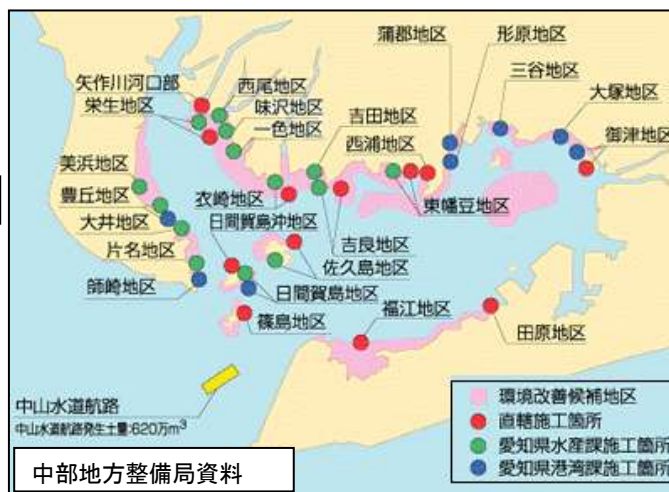 蒲郡地区
形原地区
三谷地区
大塚地区
御津地区
矢作川河口部
西尾地区
栄生地区
味沢地区
一色地区
吉田地区
西浦地区
美浜地区
豊丘地区
大井地区
片名地区
師崎地区
衣崎地区
日間賀島沖地区
東幡豆地区
吉良地区
佐久島地区
日間賀島地区
篠島地区
福江地区
田原地区
中山水道航路
中山水道航路発生土量:620万m³
環境改善候補地区
直轄施工箇所
愛知県水産課施工箇所
愛知県港湾課施工箇所
中部地方整備局資料